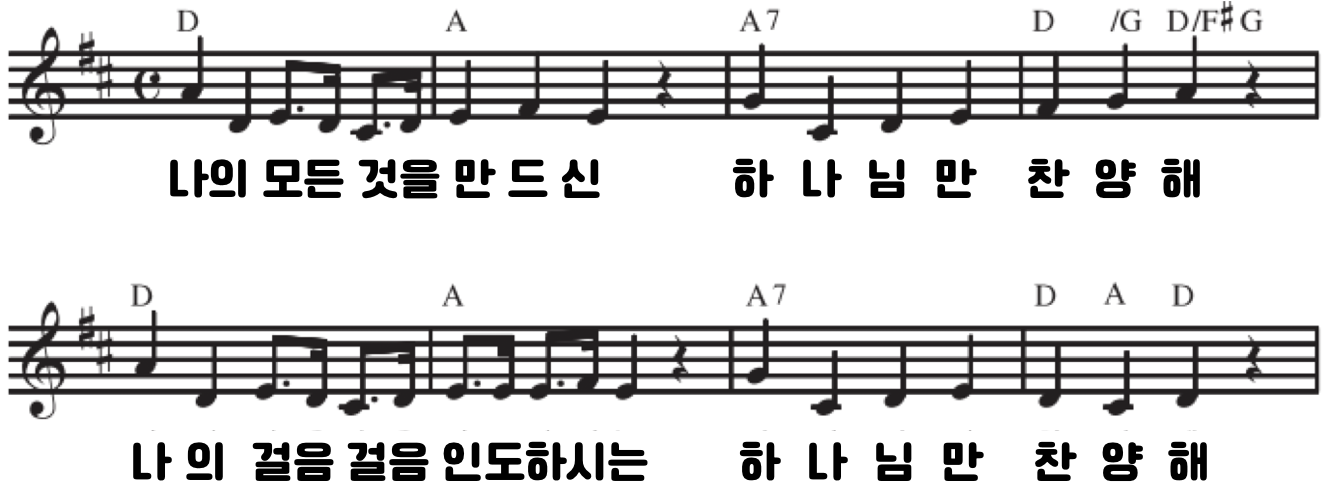 D A A7 D /G D/F# G
나의 모든 것을 만 드 신 하 나 님 만 찬 양 해
D A A7 D A D
나 의 걸음 걸음 인도하시는 하 나 님 만 찬 양 해